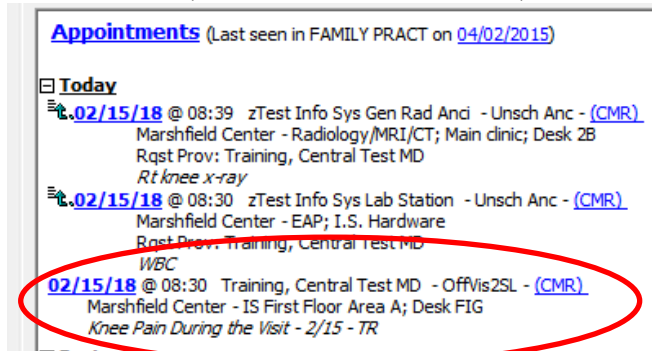 Appointments (Last seen in FAMILY PRACT on 04/02/2015)
Today
02/15/18 @ 08:39 zTest Info Sys Gen Rad Anci - Unsch Anc - (CMR)
Marshfield Center - Radiology/MRI/CT; Main clinic; Desk 2B
Rqst Prov: Training, Central Test MD
Rt knee x-ray
02/15/18 @ 08:30 zTest Info Sys Lab Station - Unsch Anc - (CMR)
Marshfield Center - EAP; I.S. Hardware
Rqst Prov: Training, Central Test MD
WBC
02/15/18 @ 08:30 Training, Central Test MD - OffVis2SL - (CMR)
Marshfield Center - IS First Floor Area A; Desk FIG
Knee Pain During the Visit - 2/15 - TR